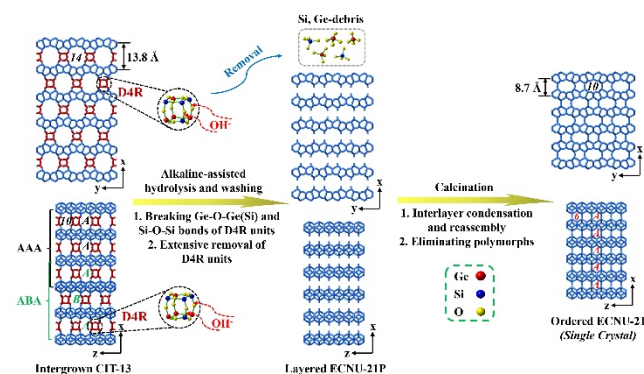 Si, Ge-debris
14
13.8 Å
D4R
Removal
OH⁻
x
y
8.7 Å
10
x
y
x
y
Alkaline-assisted
hydrolysis and washing
1. Breaking Ge-O-Ge(Si) and
Si-O-Si bonds of D4R units
2. Extensive removal of
D4R units
Calcination
1. Interlayer condensation
and reassembly
2. Eliminating polymorphs
Ge
Si
O
AAA
ABA
10
A
A
A
B
D4R
OH⁻
x
z
Intergrown CIT-13
x
z
Layered ECNU-21P
6
A
A
A
A
A
x
z
Ordered ECNU-21
(Single Crystal)